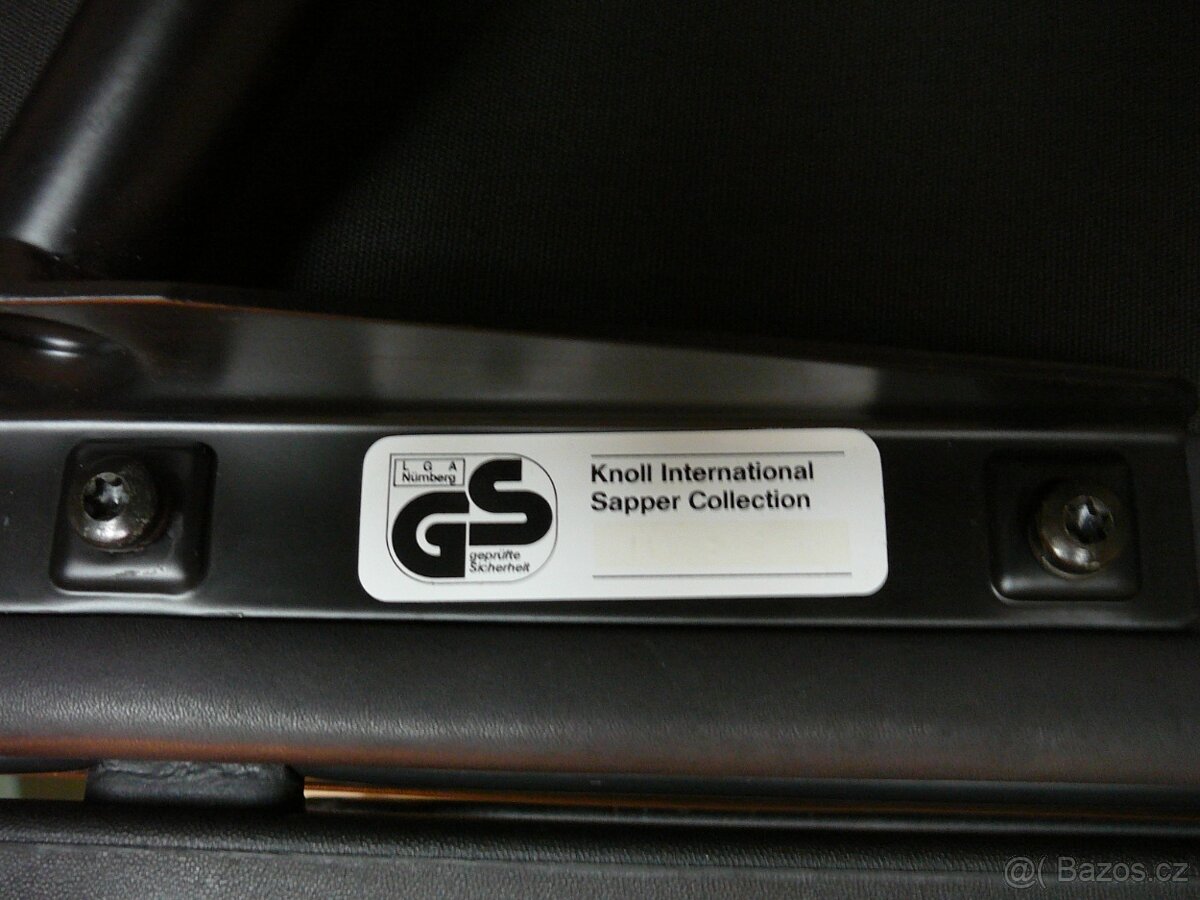 L G A
Nürnberg
GS
geprüfte
Sicherheit
Knoll International
Sapper Collection
@( Bazos.cz